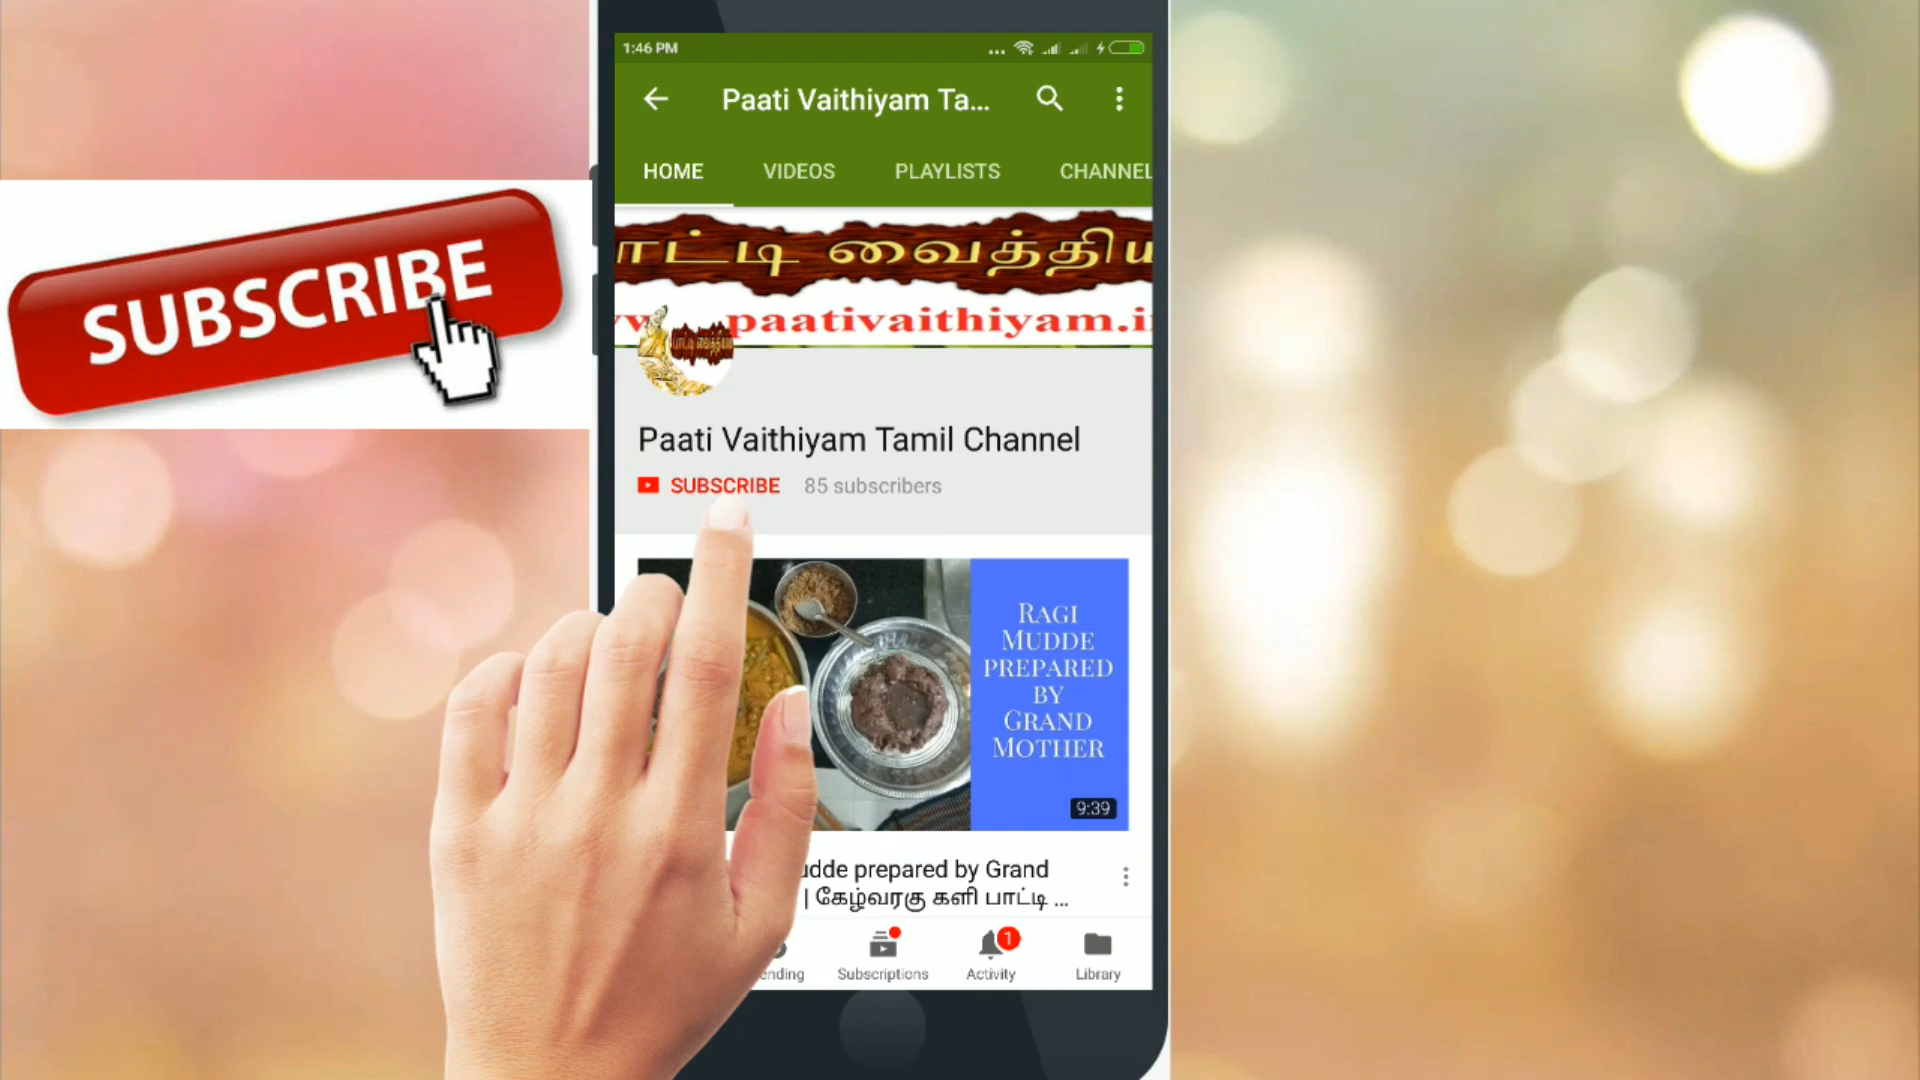 SUBSCRIBE
1:46 PM
Paati Vaithiyam Ta...
HOME VIDEOS PLAYLISTS CHANNEL
பாட்டி வைத்திய
paativaithiyam.i
Paati Vaithiyam Tamil Channel
SUBSCRIBE 85 subscribers
RAGI
MUDDE
PREPARED
BY
GRAND
MOTHER
9:39
udde prepared by Grand
| கேழ்வரகு களி பாட்டி ...
ending Subscriptions Activity Library
1